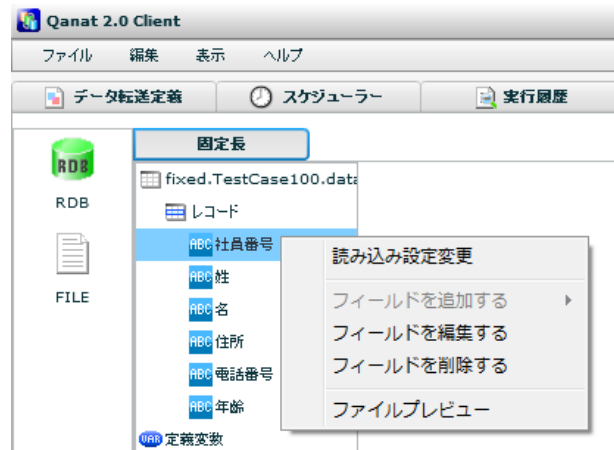 Qanat 2.0 Client
ファイル 編集 表示 ヘルプ
データ転送定義 スケジューラー 実行履歴
RDB
RDB
FILE
固定長
fixed.TestCase100.data
レコード
ABC 社員番号
ABC 姓
ABC 名
ABC 住所
ABC 電話番号
ABC 年齢
VAR 定義変数
読み込み設定変更
フィールドを追加する
フィールドを編集する
フィールドを削除する
ファイルプレビュー